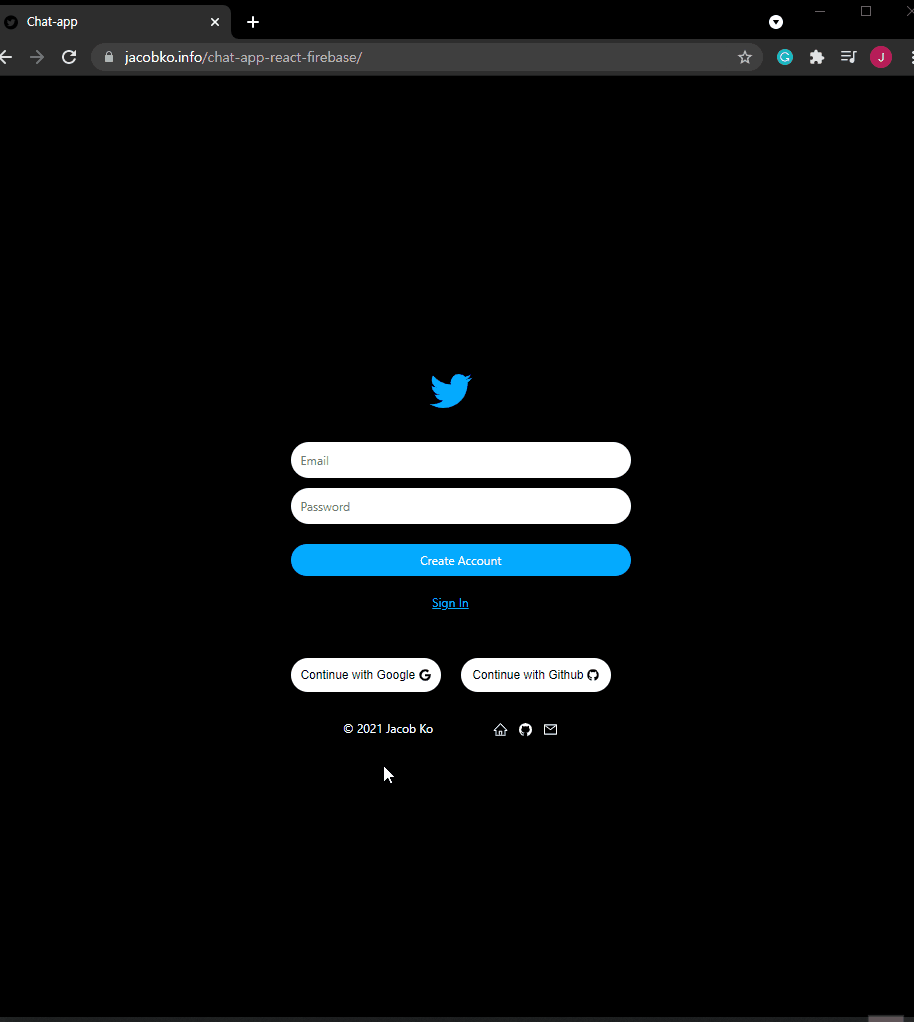 Chat-app
jacobko.info/chat-app-react-firebase/
G
J
Email
Password
Create Account
Sign In
Continue with Google G
Continue with Github
© 2021 Jacob Ko